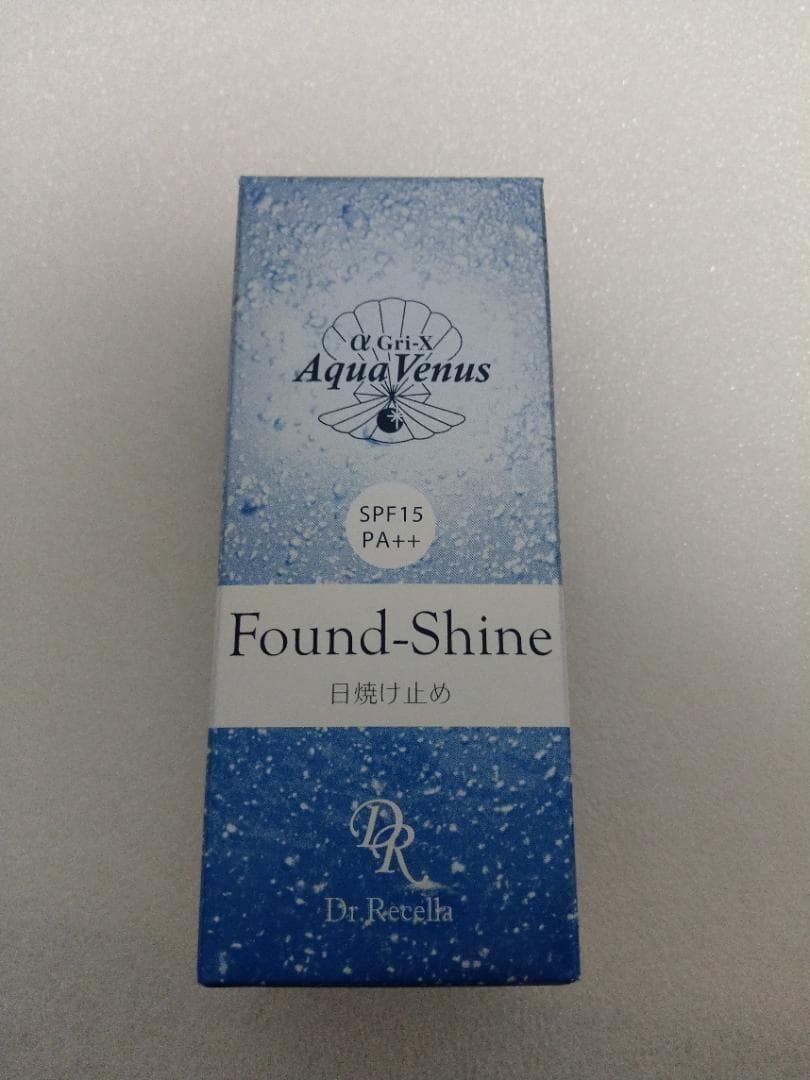 α Gri-X
Aqua Venus
SPF15
PA++
Found-Shine
日焼け止め
DR
Dr.Recella